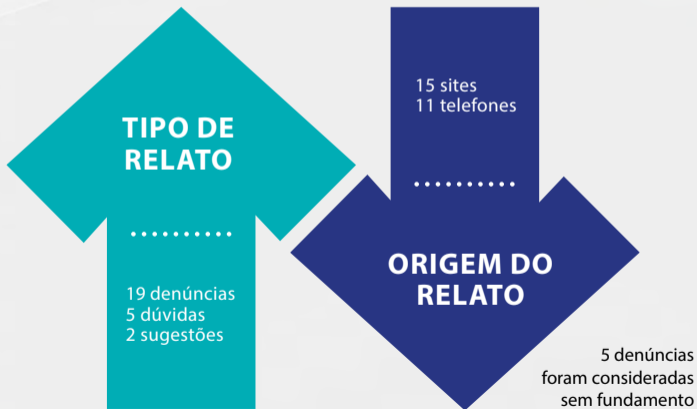 TIPO DE
RELATO
19 denúncias
5 dúvidas
2 sugestões
15 sites
11 telefones
ORIGEM DO
RELATO
5 denúncias
foram consideradas
sem fundamento